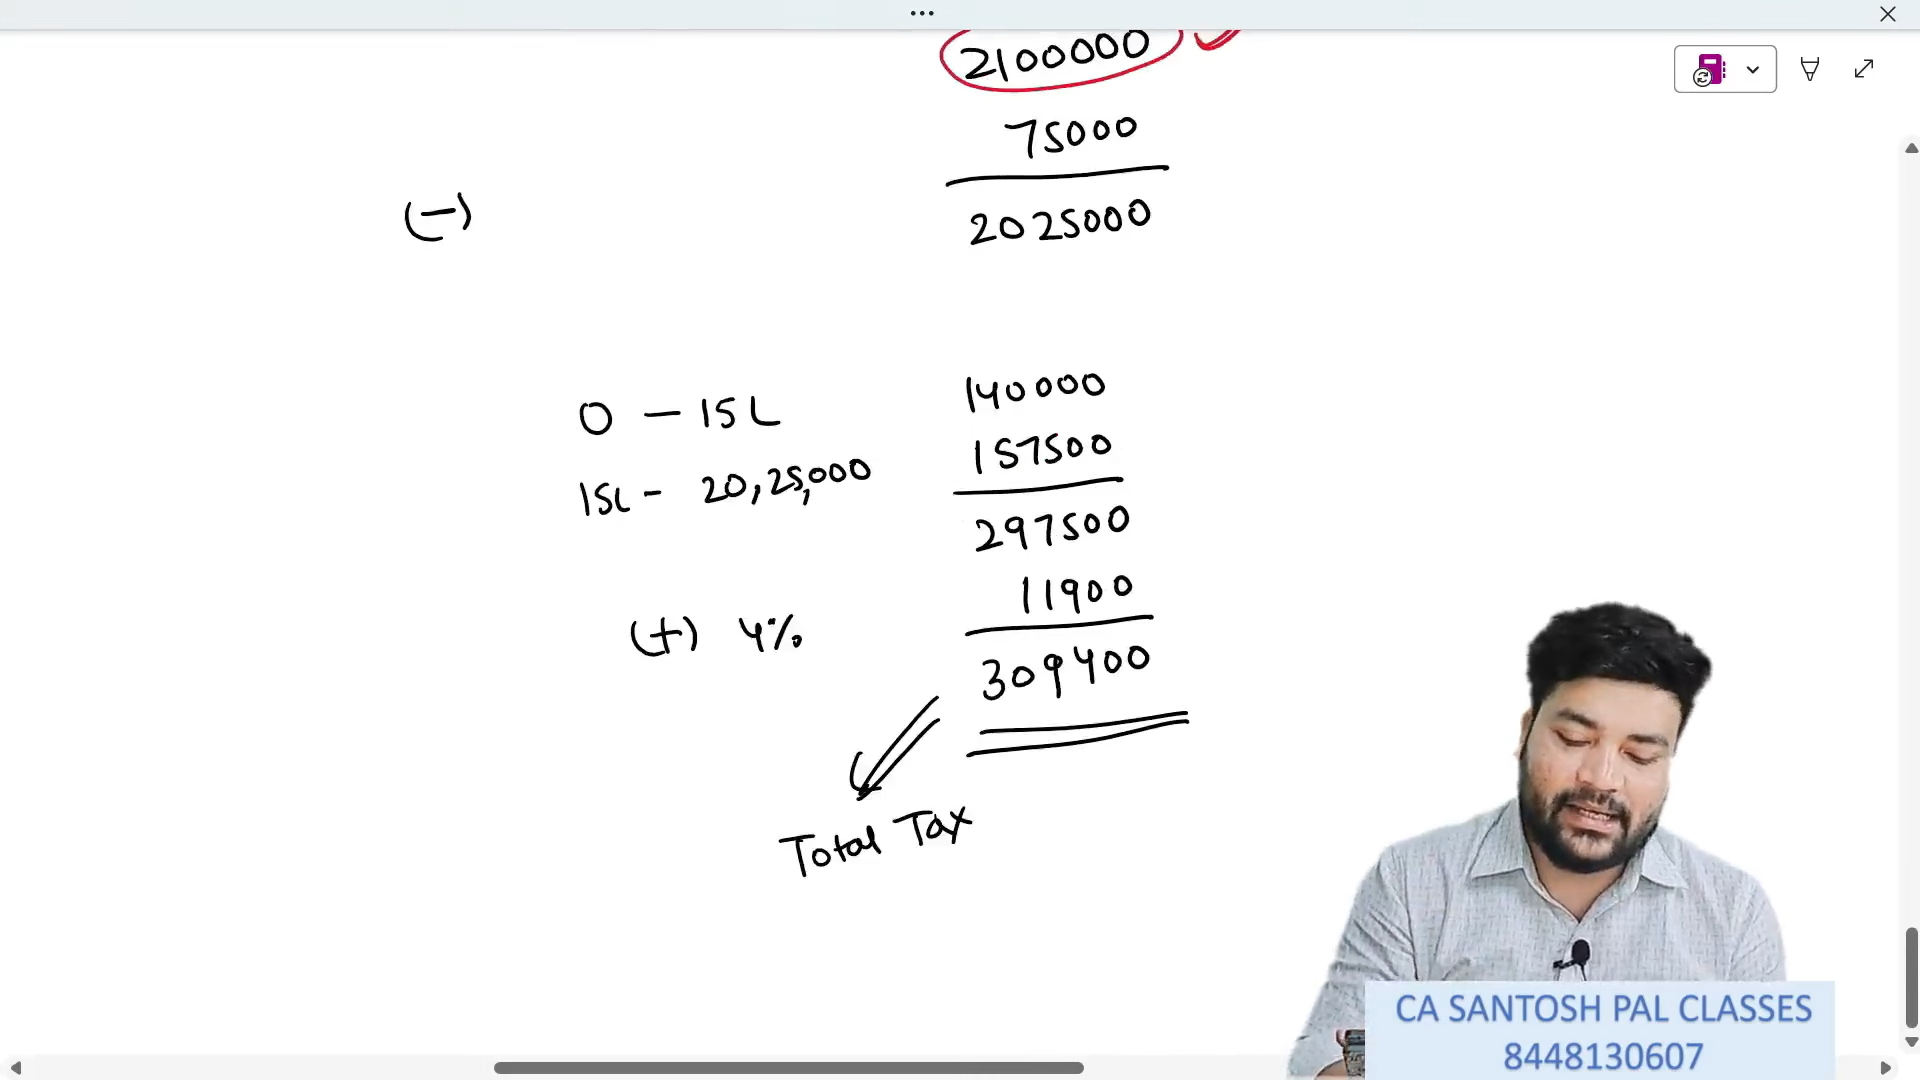 2100000
75000
(-)
2025000
0 - 15L 140000
15L - 20,25,000 157500
297500
(+) 4% 11900
309400
Total Tax
CA SANTOSH PAL CLASSES
8448130607